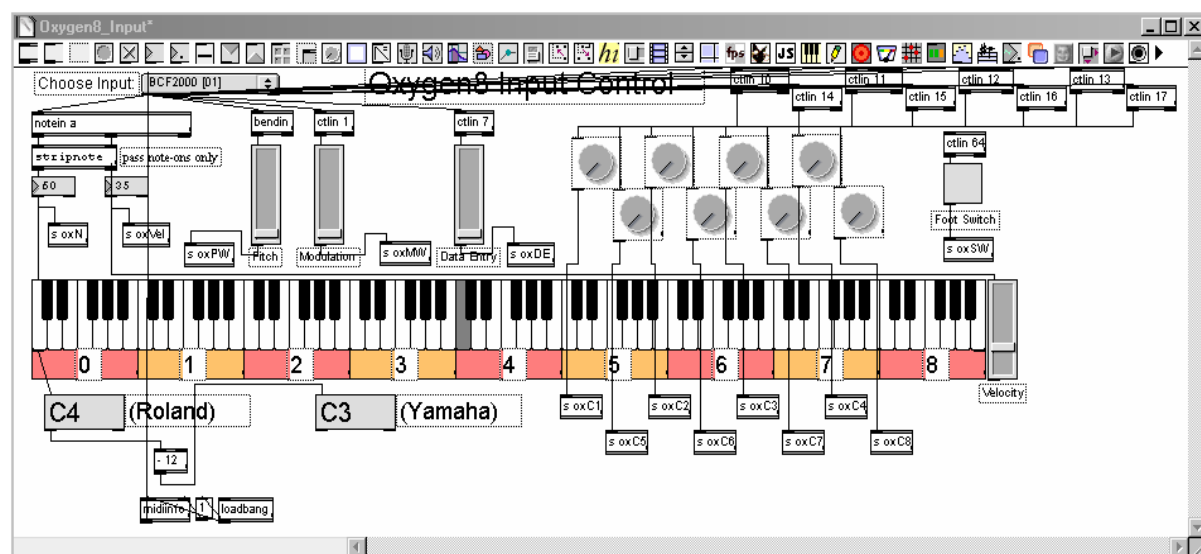 Oxygen8_Input*
hi fps JS
Choose Input: BCF2000 [01]
Oxygen8 Input Control
ctlin 10 ctlin 11 ctlin 12 ctlin 13
ctlin 14 ctlin 15 ctlin 16 ctlin 17
notein a bendin ctlin 1 ctlin 7
ctlin 64
stripnote pass note-ons only
60 35
Foot Switch
s oxN s oxVel
s oxPW Pitch Modulation s oxMW Data Entry s oxDE
s oxSW
0 1 2 3 4 5 6 7 8
Velocity
C4 (Roland) C3 (Yamaha)
s oxC1 s oxC2 s oxC3 s oxC4
s oxC5 s oxC6 s oxC7 s oxC8
- 12
midiinfo 1 loadbang